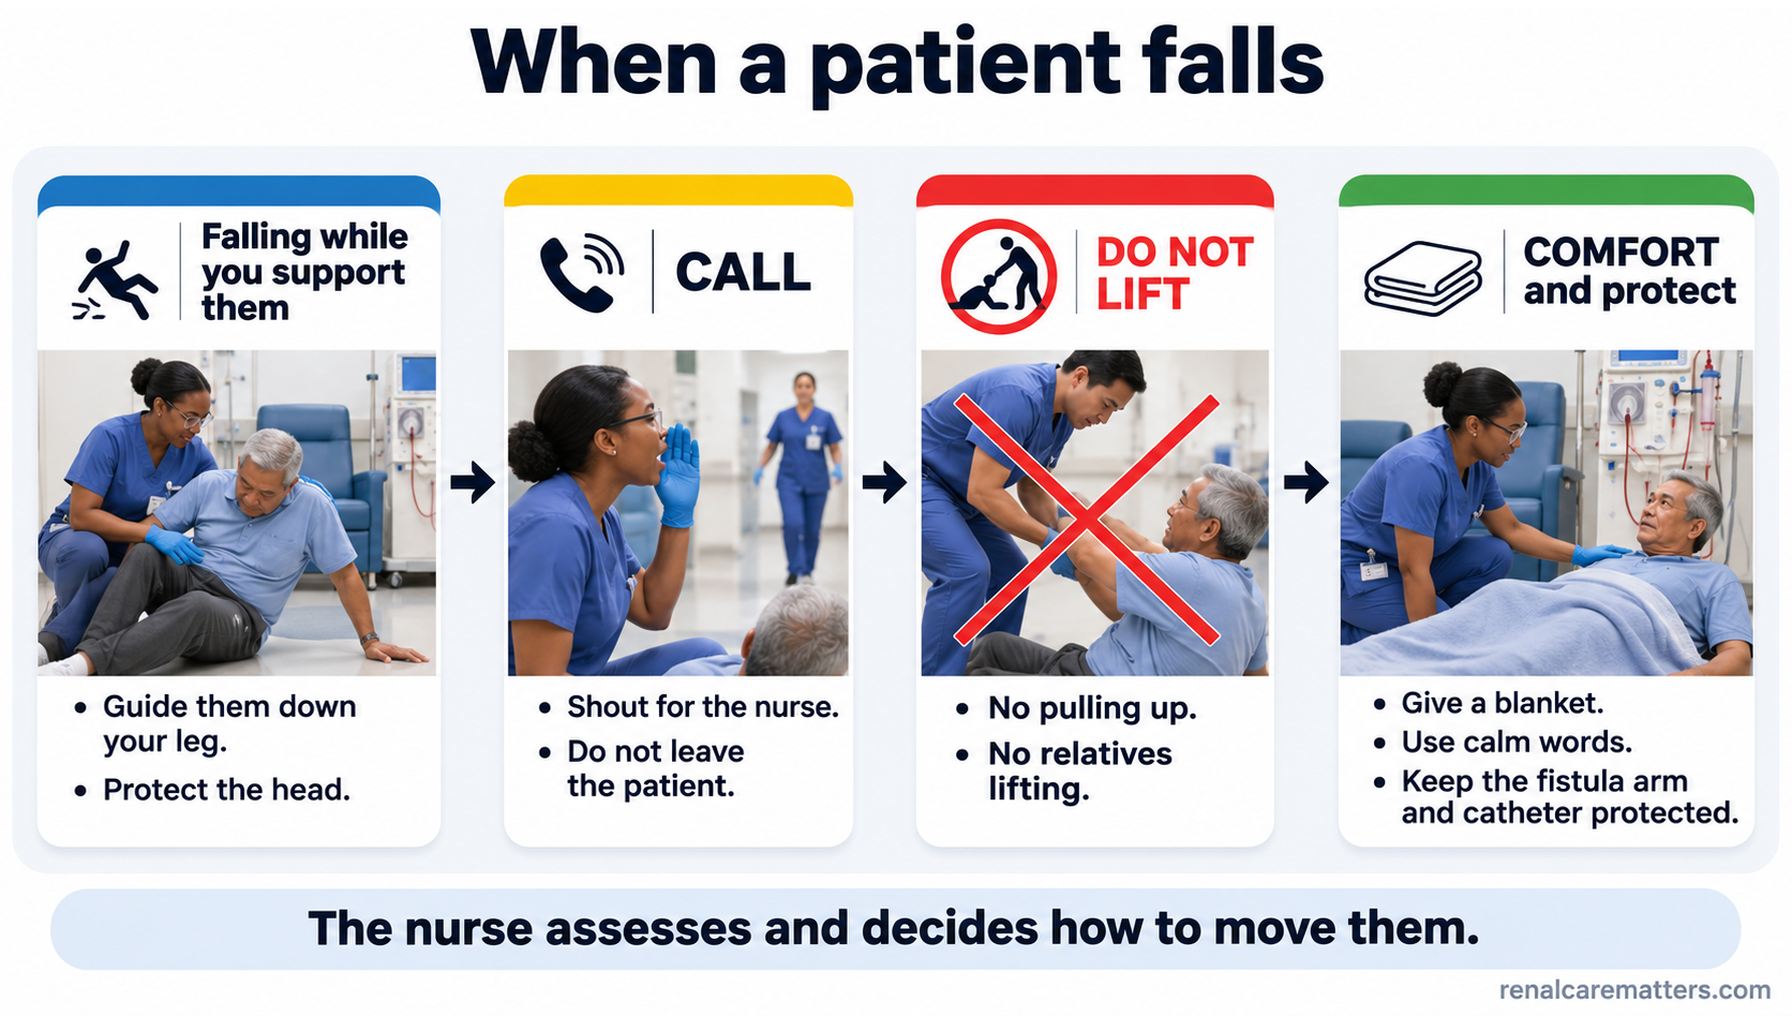 When a patient falls
Falling while
you support
them
• Guide them down
your leg.
• Protect the head.
CALL
• Shout for the nurse.
• Do not leave
the patient.
DO NOT
LIFT
• No pulling up.
• No relatives
lifting.
COMFORT
and protect
• Give a blanket.
• Use calm words.
• Keep the fistula arm
and catheter protected.
The nurse assesses and decides how to move them.
renalcarematters.com